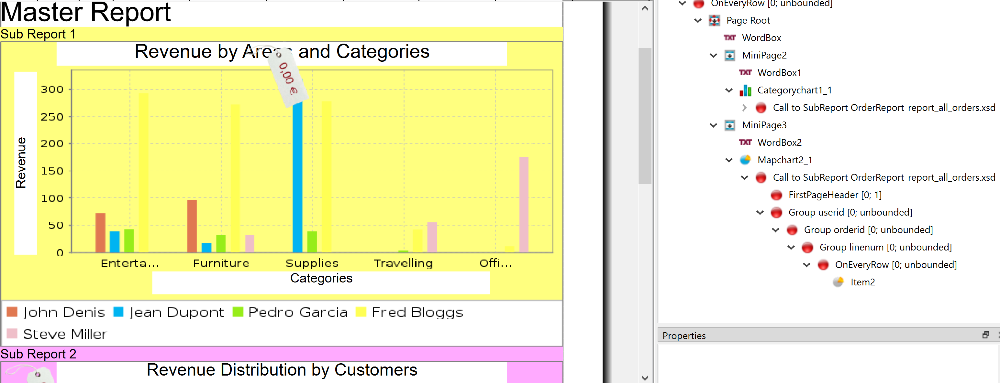 Master Report
Sub Report 1
Revenue by Areas and Categories
0,00 €
Revenue
300
250
200
150
100
50
0
Enterta...
Furniture
Supplies
Travelling
Offi...
Categories
John Denis
Jean Dupont
Pedro Garcia
Fred Bloggs
Steve Miller
Sub Report 2
Revenue Distribution by Customers
OnEveryRow [0; unbounded]
Page Root
TXT WordBox
MiniPage2
TXT WordBox1
Categorychart1_1
Call to SubReport OrderReport-report_all_orders.xsd
MiniPage3
TXT WordBox2
Mapchart2_1
Call to SubReport OrderReport-report_all_orders.xsd
FirstPageHeader [0; 1]
Group userid [0; unbounded]
Group orderid [0; unbounded]
Group linenum [0; unbounded]
OnEveryRow [0; unbounded]
Item2
Properties